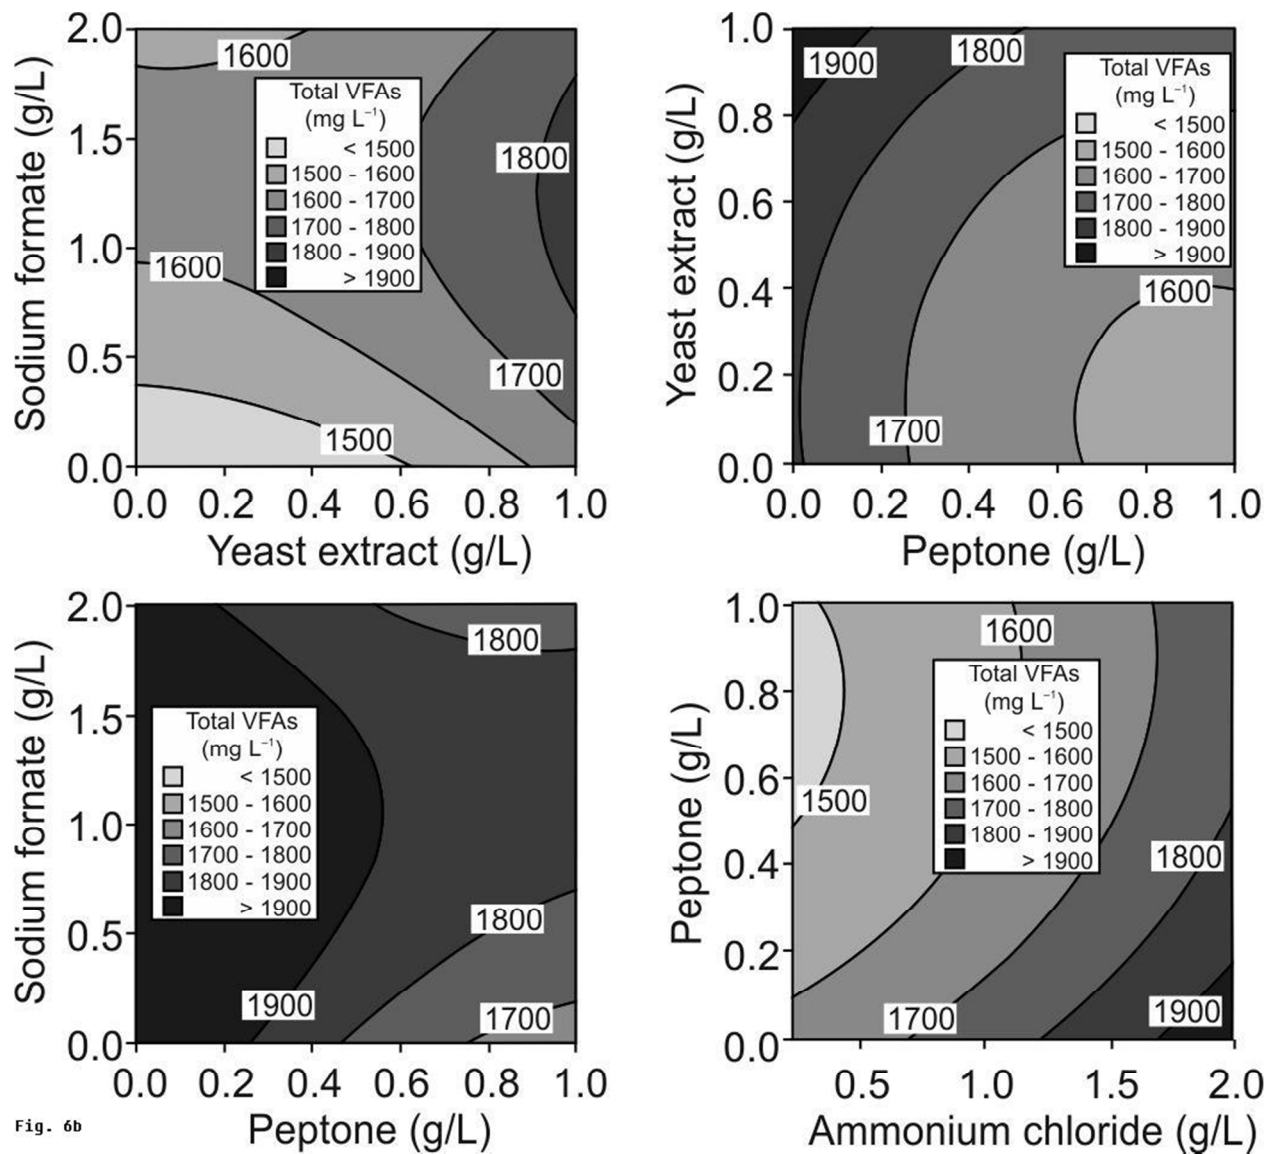 2.0
1.5
1.0
0.5
0.0
Sodium formate (g/L)
1600
1600
1500
1800
1700
Total VFAs
(mg L⁻¹)
< 1500
1500 - 1600
1600 - 1700
1700 - 1800
1800 - 1900
> 1900
0.0 0.2 0.4 0.6 0.8 1.0
Yeast extract (g/L)
1.0
0.8
0.6
0.4
0.2
0.0
Yeast extract (g/L)
1900
1800
1600
1700
Total VFAs
(mg L⁻¹)
< 1500
1500 - 1600
1600 - 1700
1700 - 1800
1800 - 1900
> 1900
0.0 0.2 0.4 0.6 0.8 1.0
Peptone (g/L)
2.0
1.5
1.0
0.5
0.0
Sodium fornate (g/L)
1800
1800
1900
1700
Total VFAs
(mg L⁻¹)
< 1500
1500 - 1600
1600 - 1700
1700 - 1800
1800 - 1900
> 1900
0.0 0.2 0.4 0.6 0.8 1.0
Peptone (g/L)
1.0
0.8
0.6
0.4
0.2
0.0
Peptone (g/L)
1600
1500
1800
1700
1900
Total VFAs
(mg L⁻¹)
< 1500
1500 - 1600
1600 - 1700
1700 - 1800
1800 - 1900
> 1900
0.5 1.0 1.5 2.0
Ammonium chloride (g/L)
Fig. 6b